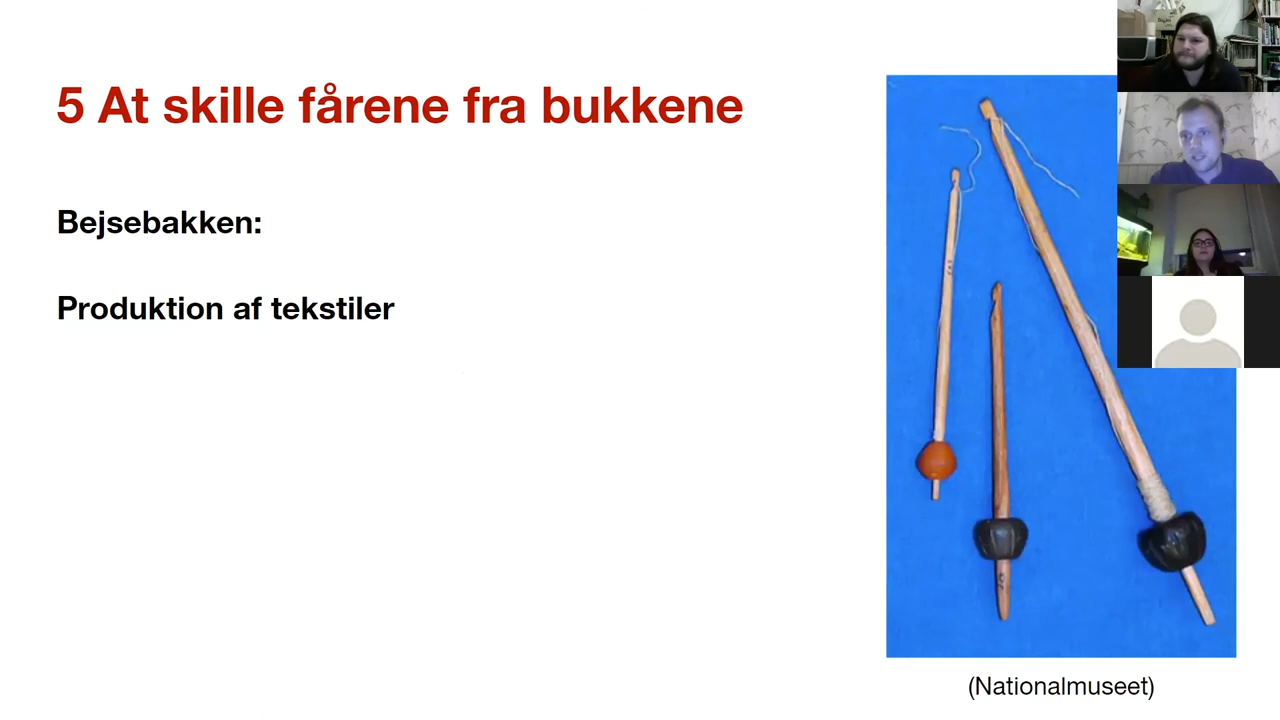 5 At skille fårene fra bukkene
Bejsebakken:
Produktion af tekstiler
(Nationalmuseet)